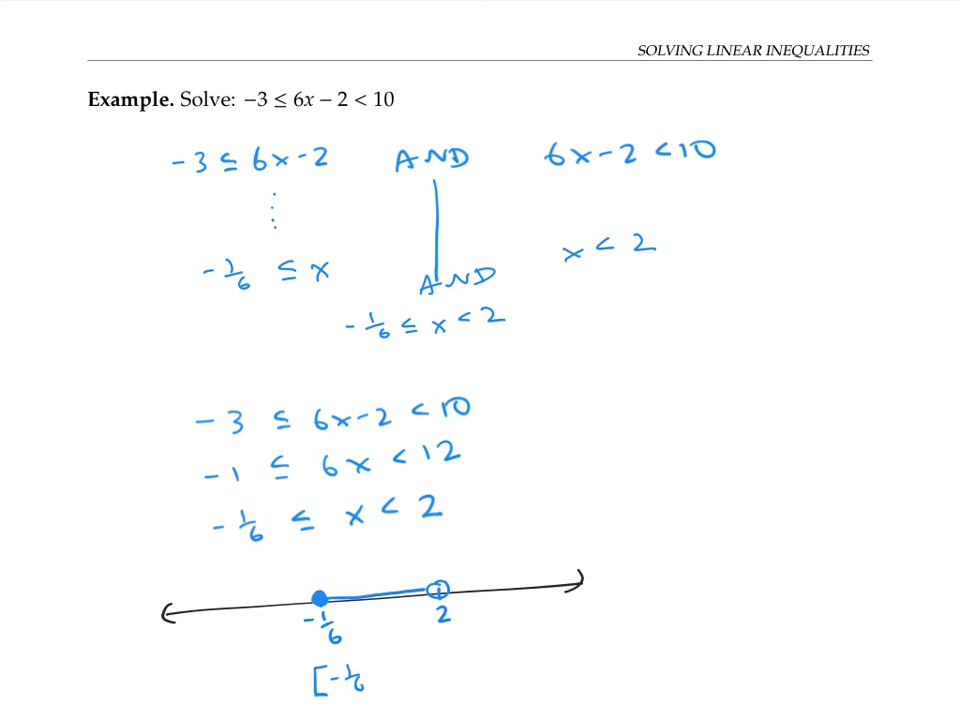 SOLVING LINEAR INEQUALITIES
Example. Solve: −3 ≤ 6x − 2 < 10
-3 ≤ 6x-2 AND 6x-2 <10
⋮
-1/6 ≤ x AND x < 2
-1/6 ≤ x < 2
-3 ≤ 6x-2 < 10
-1 ≤ 6x < 12
-1/6 ≤ x < 2
-1/6 2
[-1/6